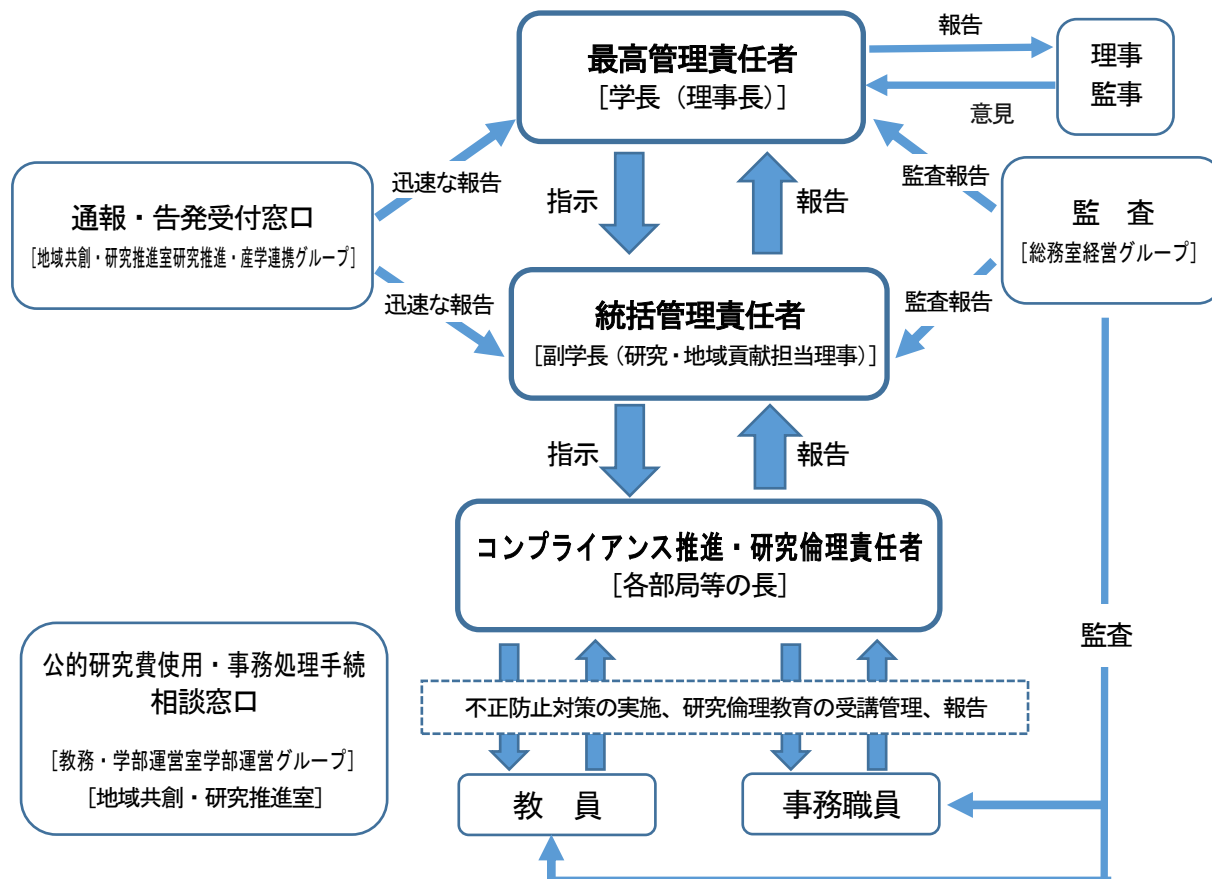 最高管理責任者
[学長（理事長）]
報告
意見
理事
監事
迅速な報告
監査報告
通報・告発受付窓口
[地域共創・研究推進室研究推進・産学連携グループ]
指示
報告
監　査
[総務室経営グループ]
迅速な報告
監査報告
統括管理責任者
[副学長（研究・地域貢献担当理事）]
指示
報告
コンプライアンス推進・研究倫理責任者
[各部局等の長]
監査
公的研究費使用・事務処理手続
相談窓口
[教務・学部運営室学部運営グループ]
[地域共創・研究推進室]
不正防止対策の実施、研究倫理教育の受講管理、報告
教　員
事務職員